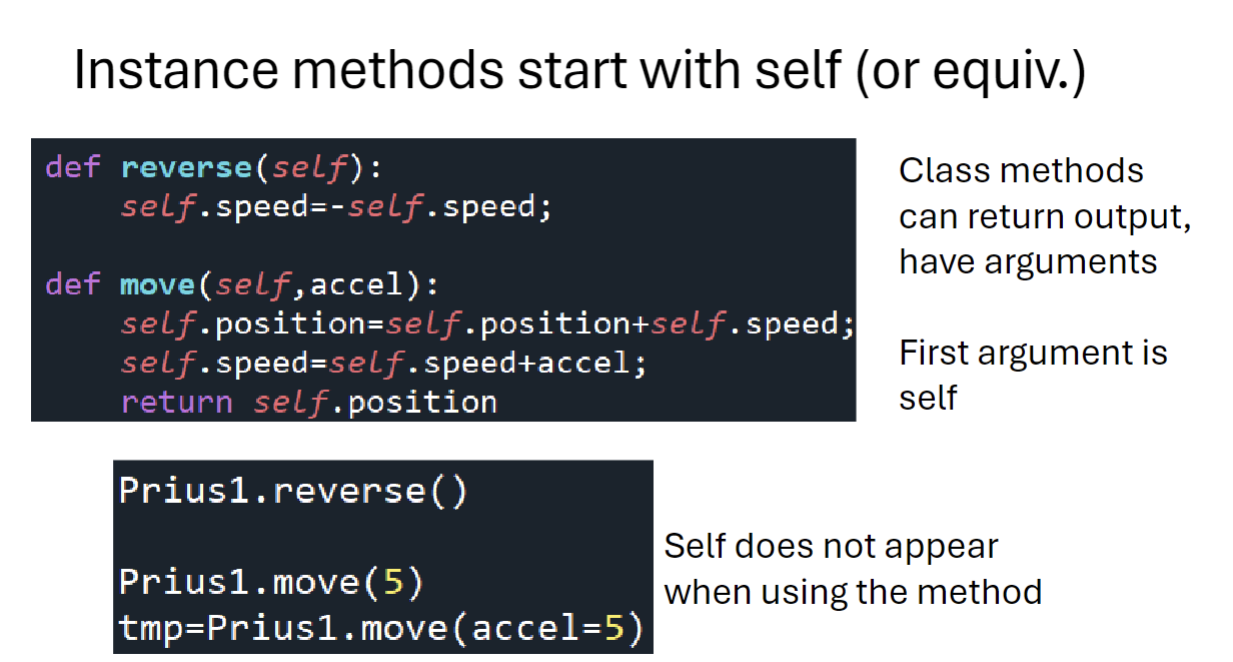 Instance methods start with self (or equiv.)
def reverse(self):
    self.speed=-self.speed;
def move(self,accel):
    self.position=self.position+self.speed;
    self.speed=self.speed+accel;
    return self.position
Class methods
can return output,
have arguments
First argument is
self
Prius1.reverse()
Prius1.move(5)
tmp=Prius1.move(accel=5)
Self does not appear
when using the method